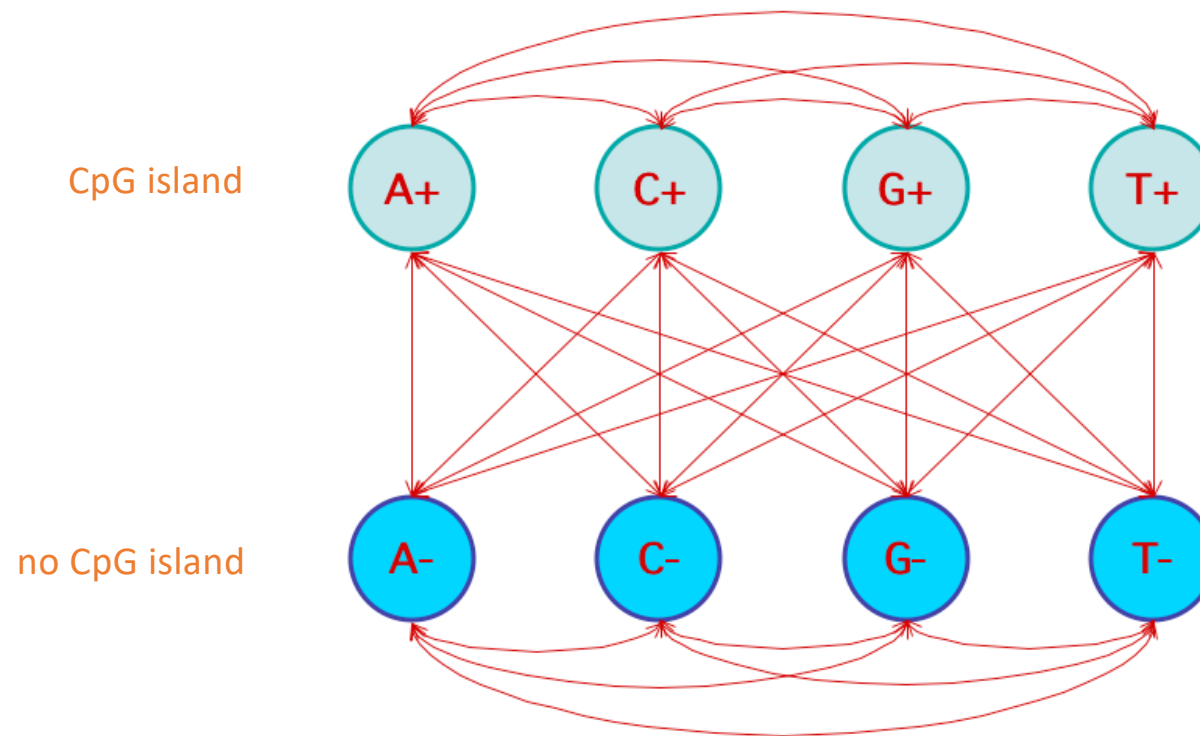 CpG island
A+ C+ G+ T+
no CpG island
A- C- G- T-